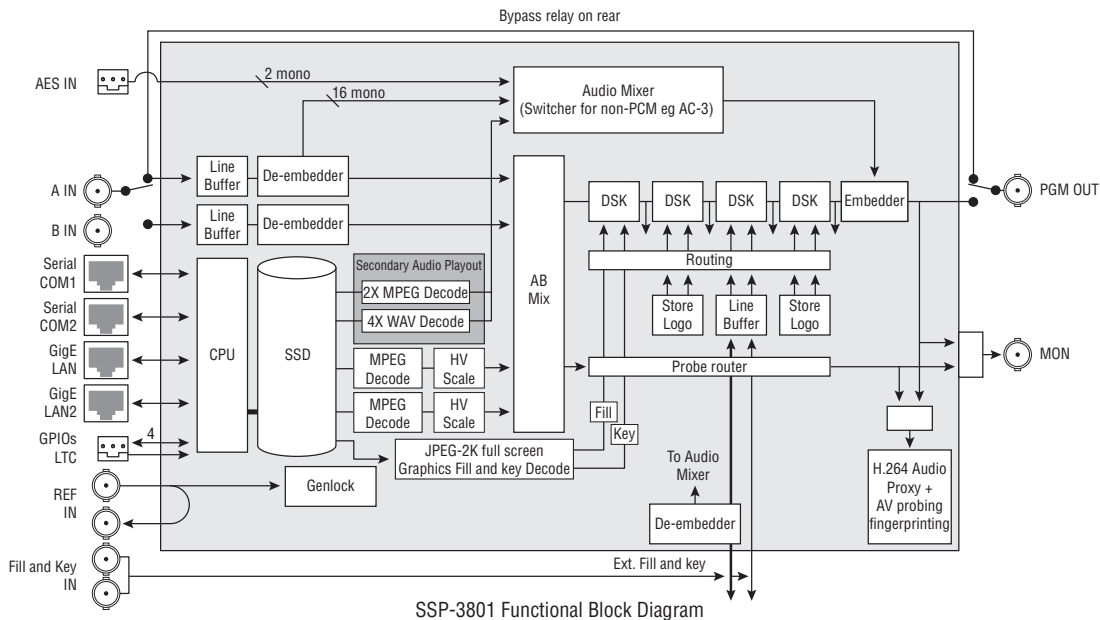 Bypass relay on rear
AES IN
2 mono
16 mono
Audio Mixer
(Switcher for non-PCM eg AC-3)
A IN
B IN
Line
Buffer
De-embedder
Line
Buffer
De-embedder
DSK
DSK
DSK
DSK
Embedder
PGM OUT
Serial
COM1
Serial
COM2
GigE
LAN
GigE
LAN2
GPIOs
LTC
4
CPU
SSD
Secondary Audio Playout
2X MPEG Decode
4X WAV Decode
MPEG
Decode
HV
Scale
MPEG
Decode
HV
Scale
AB
Mix
Routing
Store
Logo
Line
Buffer
Store
Logo
Probe router
MON
Fill
Key
JPEG-2K full screen
Graphics Fill and key Decode
To Audio
Mixer
De-embedder
H.264 Audio
Proxy +
AV probing
fingerprinting
Genlock
REF
IN
Fill and Key
IN
Ext. Fill and key
SSP-3801 Functional Block Diagram